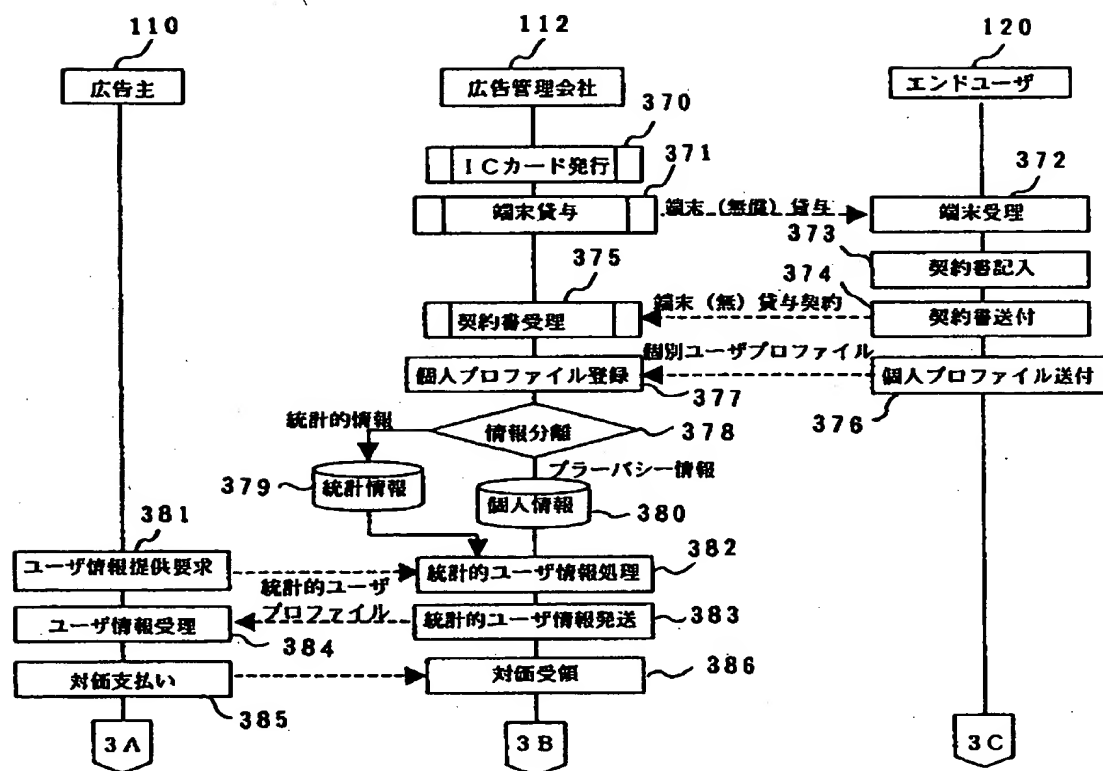 110
112
120
広告主
広告管理会社
エンドユーザ
370
ICカード発行
371
372
端末貸与
端末（無償）貸与
端末受理
373
契約書記入
375
374
端末（無）貸与契約
契約書受理
契約書送付
個別ユーザプロファイル
個人プロファイル登録
個人プロファイル送付
377
376
統計的情報
情報分離
378
プラーバシー情報
379
統計情報
個人情報
380
381
382
ユーザ情報提供要求
統計的ユーザ情報処理
統計的ユーザ
プロファイル
ユーザ情報受理
統計的ユーザ情報発送
383
384
対価支払い
対価受領
386
385
3A
3B
3C